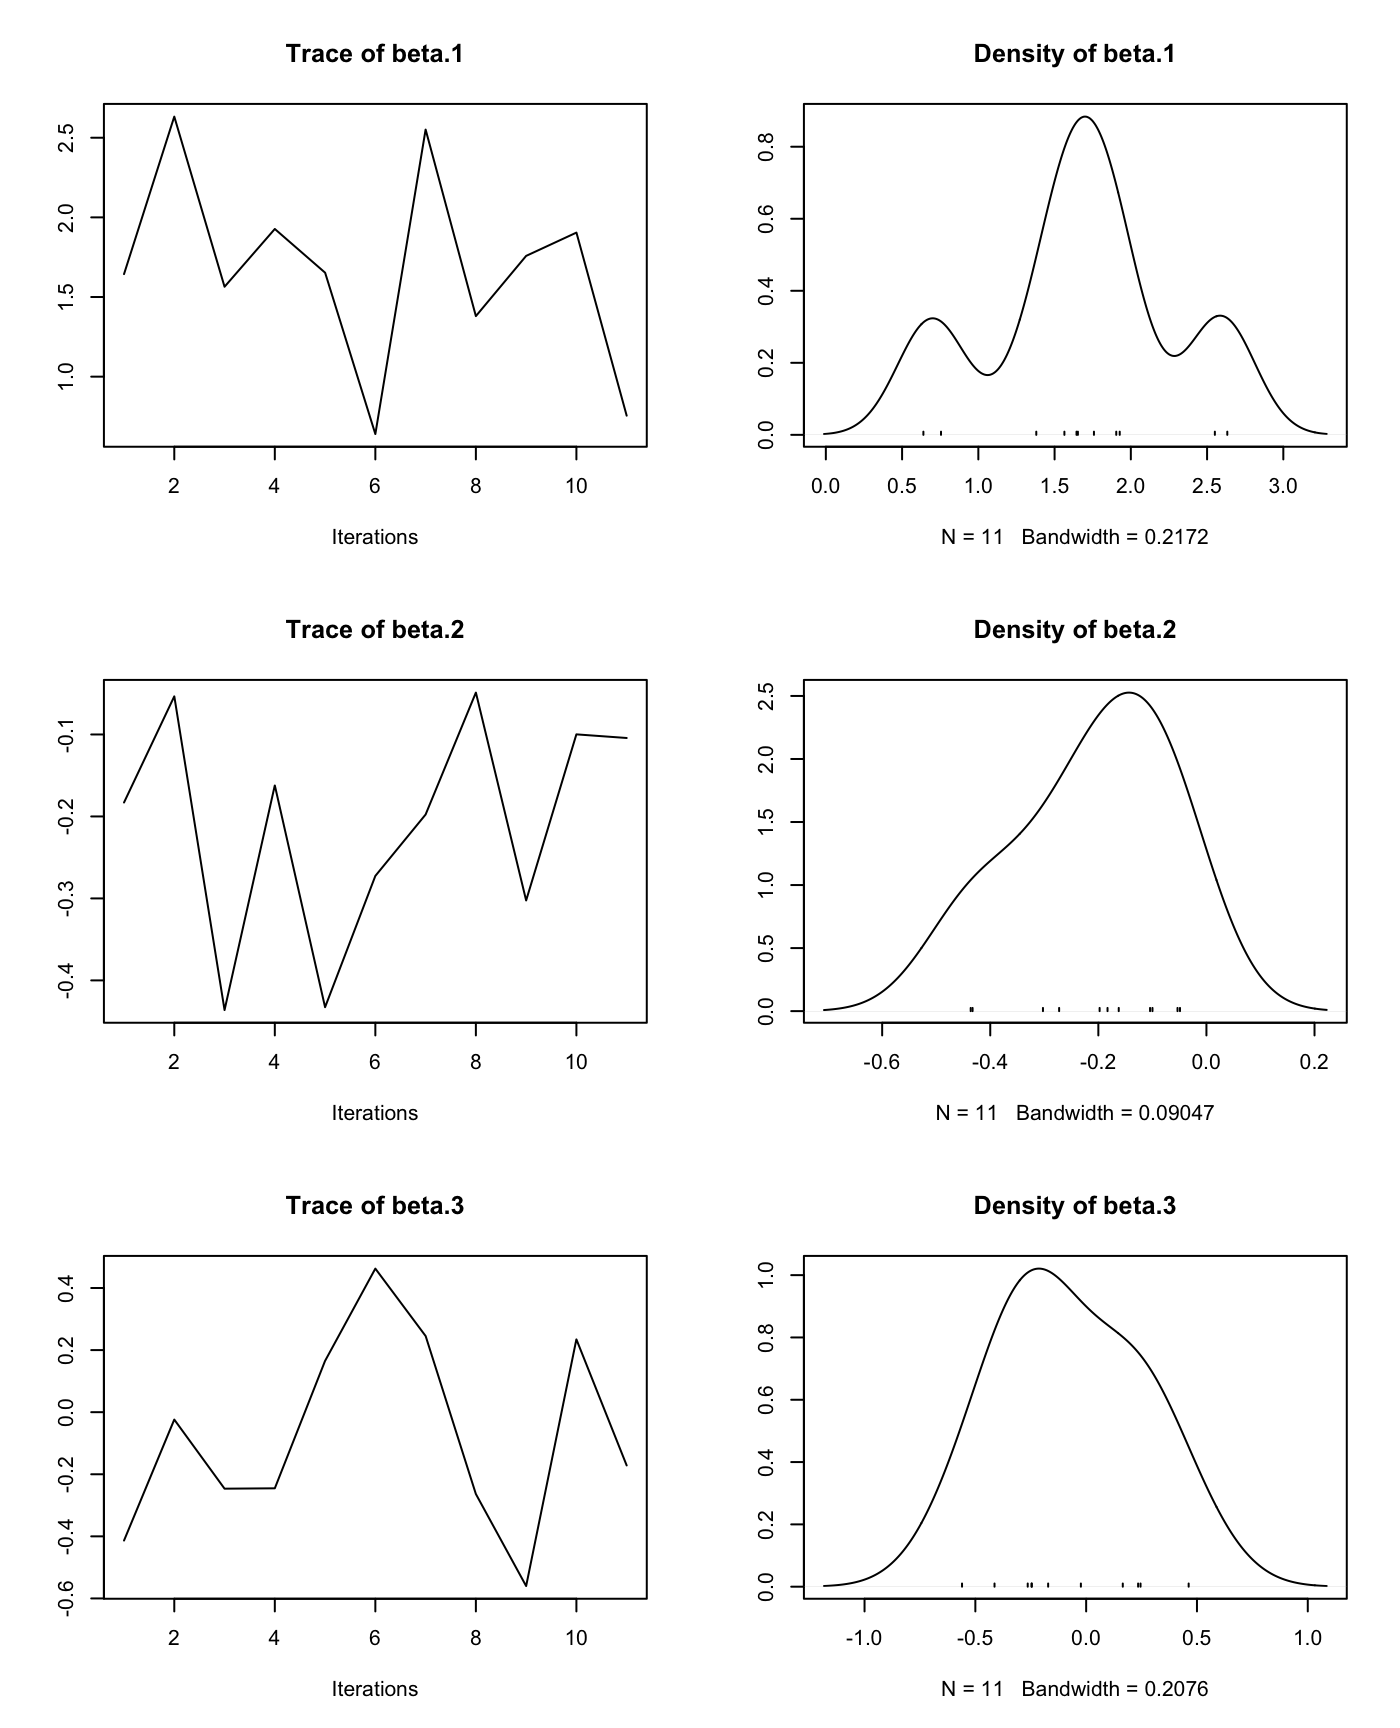 Trace of beta.1
2.5
2.0
1.5
1.0
2 4 6 8 10
Iterations
Density of beta.1
0.8
0.6
0.4
0.2
0.0
0.0 0.5 1.0 1.5 2.0 2.5 3.0
N = 11 Bandwidth = 0.2172
Trace of beta.2
-0.1
-0.2
-0.3
-0.4
2 4 6 8 10
Iterations
Density of beta.2
2.5
2.0
1.5
1.0
0.5
0.0
-0.6 -0.4 -0.2 0.0 0.2
N = 11 Bandwidth = 0.09047
Trace of beta.3
0.4
0.2
0.0
-0.2
-0.4
-0.6
2 4 6 8 10
Iterations
Density of beta.3
1.0
0.8
0.6
0.4
0.2
0.0
-1.0 -0.5 0.0 0.5 1.0
N = 11 Bandwidth = 0.2076